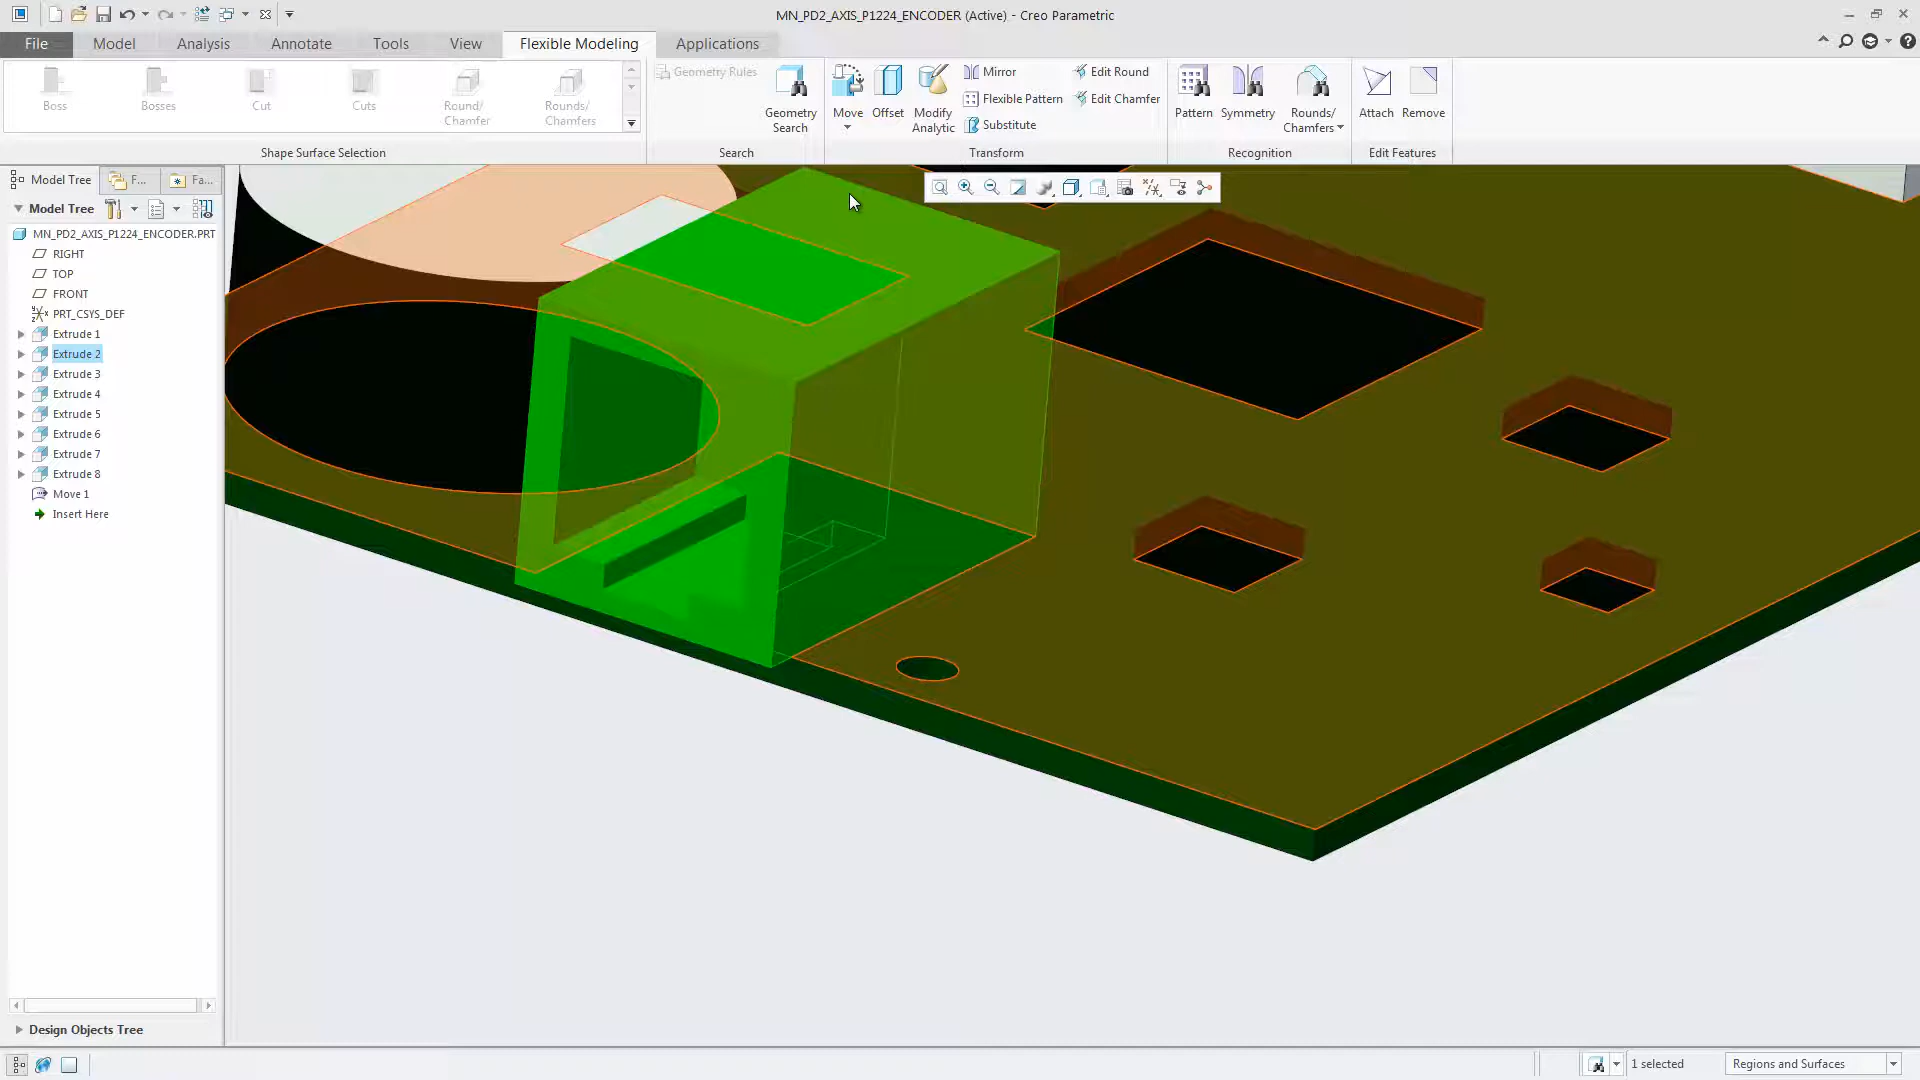 MN_PD2_AXIS_P1224_ENCODER (Active) - Creo Parametric
File
Model
Analysis
Annotate
Tools
View
Flexible Modeling
Applications
Boss
Bosses
Cut
Cuts
Round/
Chamfer
Rounds/
Chamfers
Shape Surface Selection
Geometry Rules
Geometry
Search
Search
Move
Offset
Modify
Analytic
Mirror
Flexible Pattern
Substitute
Edit Round
Edit Chamfer
Transform
Pattern
Symmetry
Rounds/
Chamfers
Recognition
Attach
Remove
Edit Features
Model Tree
F...
Fa...
Model Tree
MN_PD2_AXIS_P1224_ENCODER.PRT
RIGHT
TOP
FRONT
PRT_CSYS_DEF
Extrude 1
Extrude 2
Extrude 3
Extrude 4
Extrude 5
Extrude 6
Extrude 7
Extrude 8
Move 1
Insert Here
Design Objects Tree
1 selected
Regions and Surfaces